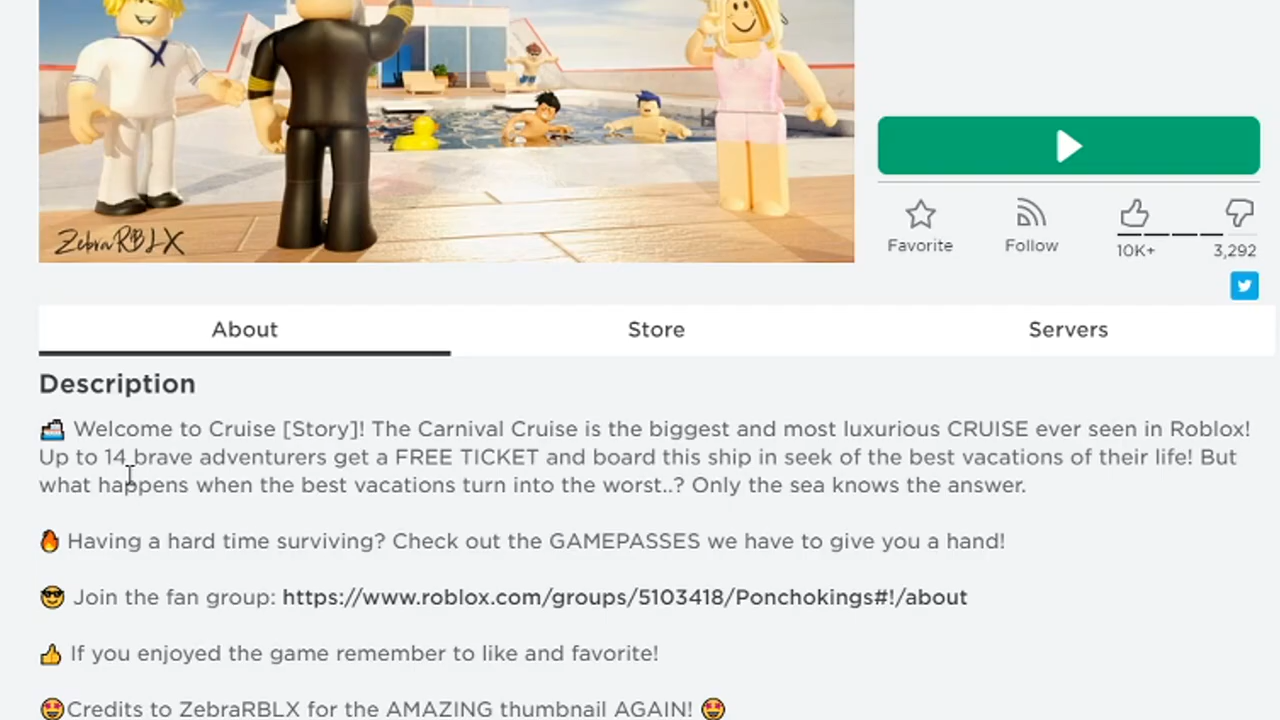 ZebraRBLX
Favorite
Follow
10K+
3,292
About
Store
Servers
Description
🚢 Welcome to Cruise [Story]! The Carnival Cruise is the biggest and most luxurious CRUISE ever seen in Roblox!
Up to 14 brave adventurers get a FREE TICKET and board this ship in seek of the best vacations of their life! But
what happens when the best vacations turn into the worst..? Only the sea knows the answer.
🔥 Having a hard time surviving? Check out the GAMEPASSES we have to give you a hand!
😎 Join the fan group: https://www.roblox.com/groups/5103418/Ponchokings#!/about
👍 If you enjoyed the game remember to like and favorite!
🤩Credits to ZebraRBLX for the AMAZING thumbnail AGAIN! 🤩